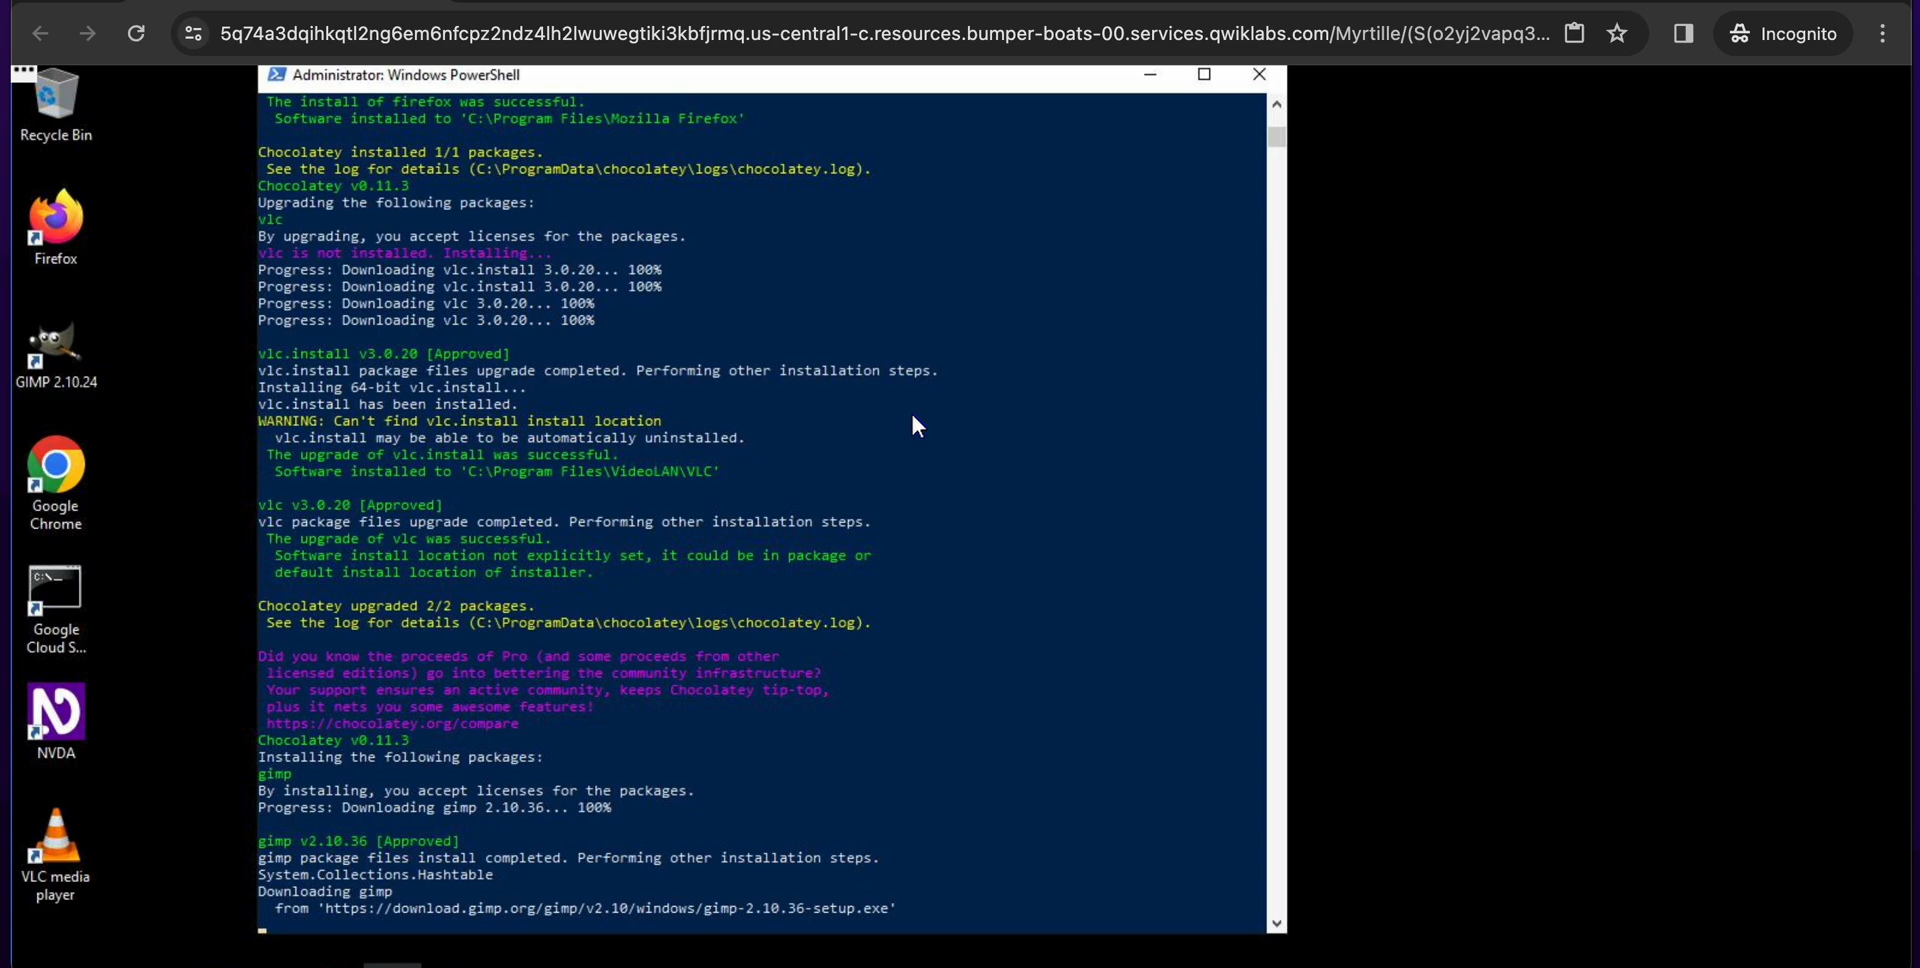 5q74a3dqihkqtl2ng6em6nfcpz2ndz4lh2lwuwegtiki3kbfjrmq.us-central1-c.resources.bumper-boats-00.services.qwiklabs.com/Myrtille/(S(o2yj2vapq3...
Incognito
Administrator: Windows PowerShell
Recycle Bin
Firefox
GIMP 2.10.24
Google
Chrome
C:\_
Google
Cloud S...
NVDA
VLC media
player
The install of firefox was successful.
Software installed to 'C:\Program Files\Mozilla Firefox'
Chocolatey installed 1/1 packages.
See the log for details (C:\ProgramData\chocolatey\logs\chocolatey.log).
Chocolatey v0.11.3
Upgrading the following packages:
vlc
By upgrading, you accept licenses for the packages.
vlc is not installed. Installing...
Progress: Downloading vlc.install 3.0.20... 100%
Progress: Downloading vlc.install 3.0.20... 100%
Progress: Downloading vlc 3.0.20... 100%
Progress: Downloading vlc 3.0.20... 100%
vlc.install v3.0.20 [Approved]
vlc.install package files upgrade completed. Performing other installation steps.
Installing 64-bit vlc.install...
vlc.install has been installed.
WARNING: Can't find vlc.install install location
vlc.install may be able to be automatically uninstalled.
The upgrade of vlc.install was successful.
Software installed to 'C:\Program Files\VideoLAN\VLC'
vlc v3.0.20 [Approved]
vlc package files upgrade completed. Performing other installation steps.
The upgrade of vlc was successful.
Software install location not explicitly set, it could be in package or
default install location of installer.
Chocolatey upgraded 2/2 packages.
See the log for details (C:\ProgramData\chocolatey\logs\chocolatey.log).
Did you know the proceeds of Pro (and some proceeds from other
licensed editions) go into bettering the community infrastructure?
Your support ensures an active community, keeps Chocolatey tip-top,
plus it nets you some awesome features!
https://chocolatey.org/compare
Chocolatey v0.11.3
Installing the following packages:
gimp
By installing, you accept licenses for the packages.
Progress: Downloading gimp 2.10.36... 100%
gimp v2.10.36 [Approved]
gimp package files install completed. Performing other installation steps.
System.Collections.Hashtable
Downloading gimp
from 'https://download.gimp.org/gimp/v2.10/windows/gimp-2.10.36-setup.exe'